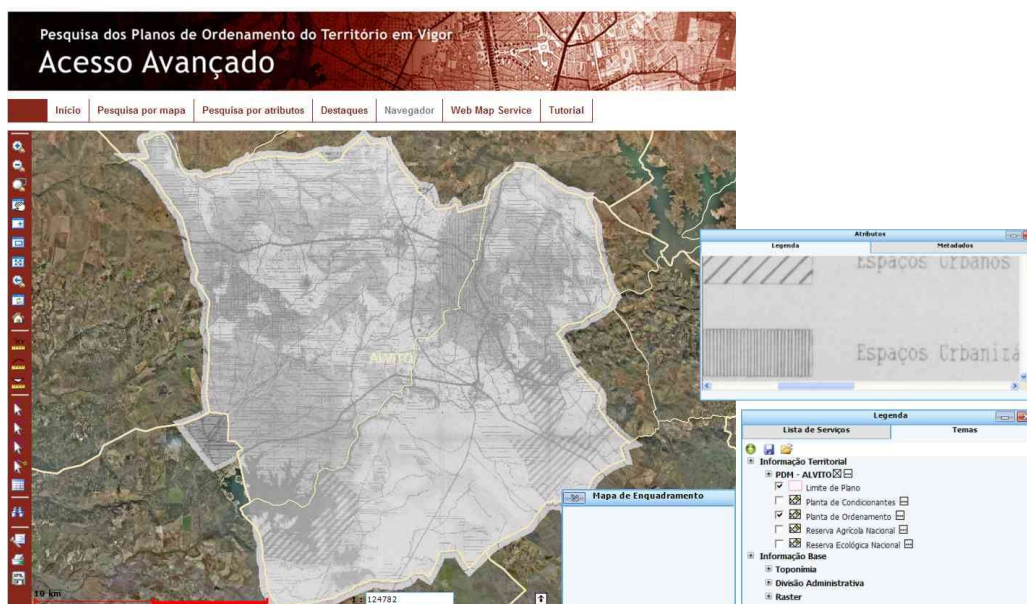 Pesquisa dos Planos de Ordenamento do Território em Vigor
Acesso Avançado
Início Pesquisa por mapa Pesquisa por atributos Destaques Navegador Web Map Service Tutorial
ALVITO
Atributos
Legenda Metadados
Espaços Urbanos
Espaços Urbaniza
Mapa de Enquadramento
Legenda
Lista de Serviços Temas
Informação Territorial
PDM - ALVITO
Limite de Plano
Planta de Condicionantes
Planta de Ordenamento
Reserva Agrícola Nacional
Reserva Ecológica Nacional
Informação Base
Toponímia
Divisão Administrativa
Raster
10 km
1 : 124782